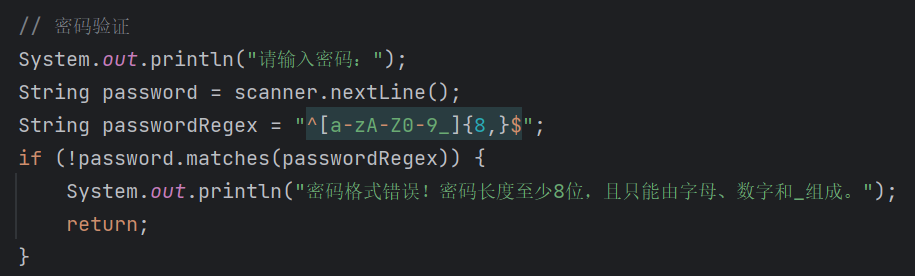 // 密码验证
System.out.println("请输入密码：");
String password = scanner.nextLine();
String passwordRegex = "^[a-zA-Z0-9_]{8,}$";
if (!password.matches(passwordRegex)) {
    System.out.println("密码格式错误！密码长度至少8位，且只能由字母、数字和_组成。");
    return;
}